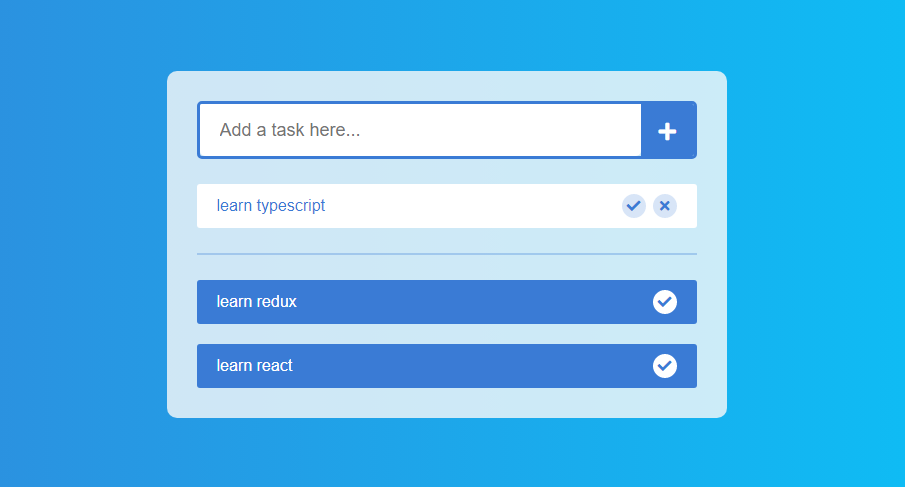 Add a task here...
learn typescript
learn redux
learn react